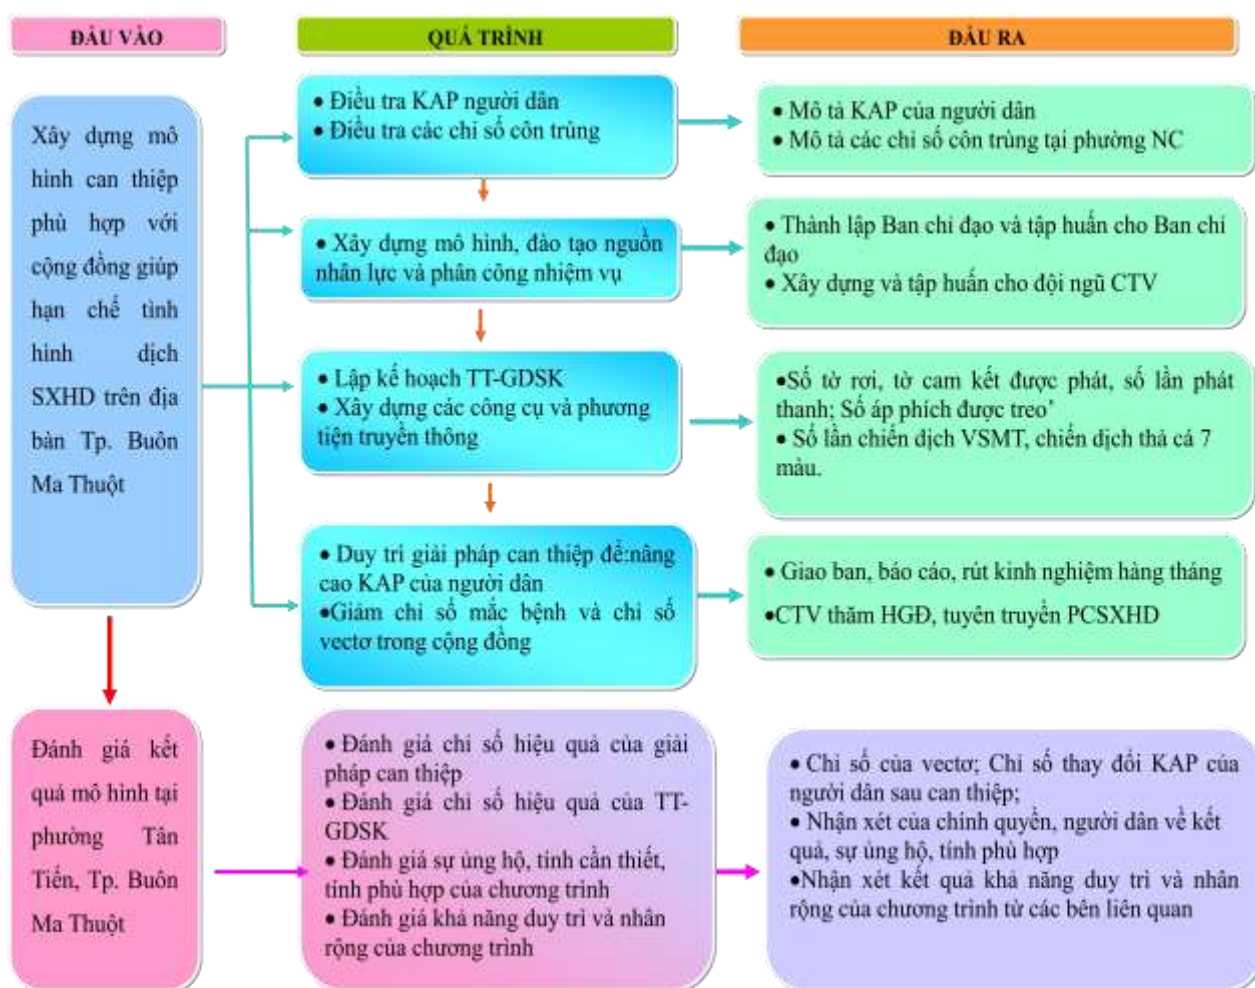 ĐẦU VÀO
QUÁ TRÌNH
ĐẦU RA
Xây dựng mô
hình can thiệp
phù hợp với
cộng đồng giúp
hạn chế tình
hình dịch
SXHD trên địa
bàn Tp. Buôn
Ma Thuột
• Điều tra KAP người dân
• Điều tra các chỉ số côn trùng
• Mô tả KAP của người dân
• Mô tả các chỉ số côn trùng tại phường NC
• Xây dựng mô hình, đào tạo nguồn
nhân lực và phân công nhiệm vụ
• Thành lập Ban chỉ đạo và tập huấn cho Ban chỉ
đạo
• Xây dựng và tập huấn cho đội ngũ CTV
• Lập kế hoạch TT-GDSK
• Xây dựng các công cụ và phương
tiện truyền thông
•Số tờ rơi, tờ cam kết được phát, số lần phát
thanh; Số áp phích được treo’
• Số lần chiến dịch VSMT, chiến dịch thả cá 7
màu.
• Duy trì giải pháp can thiệp để:nâng
cao KAP của người dân
•Giảm chỉ số mắc bệnh và chỉ số
vectơ trong cộng đồng
• Giao ban, báo cáo, rút kinh nghiệm hàng tháng
•CTV thăm HGĐ, tuyên truyền PCSXHD
Đánh giá kết
quả mô hình tại
phường Tân
Tiến, Tp. Buôn
Ma Thuột
• Đánh giá chỉ số hiệu quả của giải
pháp can thiệp
• Đánh giá chỉ số hiệu quả của TT-
GDSK
• Đánh giá sự ủng hộ, tính cần thiết,
tính phù hợp của chương trình
• Đánh giá khả năng duy trì và nhân
rộng của chương trình
• Chỉ số của vectơ; Chỉ số thay đổi KAP của
người dân sau can thiệp;
• Nhận xét của chính quyền, người dân về kết
quả, sự ủng hộ, tính phù hợp
•Nhận xét kết quả khả năng duy trì và nhân
rộng của chương trình từ các bên liên quan